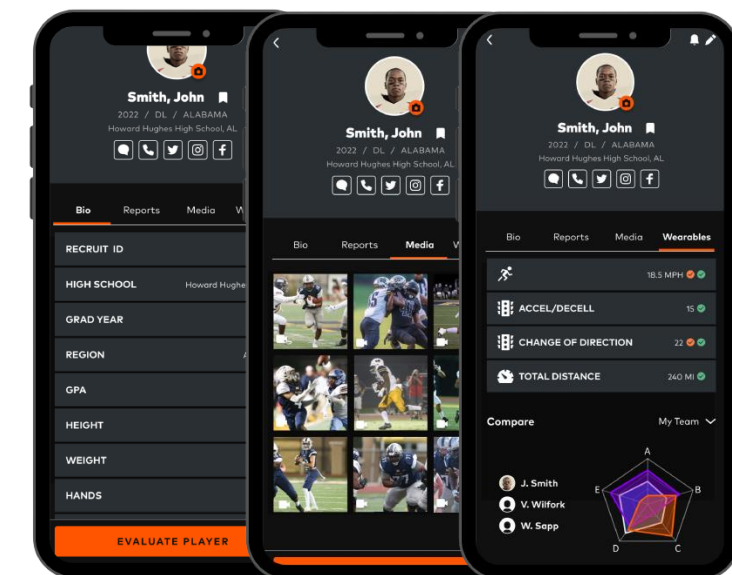 Smith, John
2022 / DL / ALABAMA
Howard Hughes High School, AL
Bio Reports Media W
RECRUIT ID
HIGH SCHOOL Howard Hughe
GRAD YEAR
REGION A
GPA
HEIGHT
WEIGHT
HANDS
EVALUATE PLAYER
Smith, John
2022 / DL / ALABAMA
Howard Hughes High School, AL
Bio Reports Media W
Smith, John
2022 / DL / ALABAMA
Howard Hughes High School, AL
Bio Reports Media Wearables
18.5 MPH
ACCEL/DECELL 15
CHANGE OF DIRECTION 22
TOTAL DISTANCE 240 MI
Compare My Team
A
J. Smith
E B
V. Wilfork
W. Sapp
D C